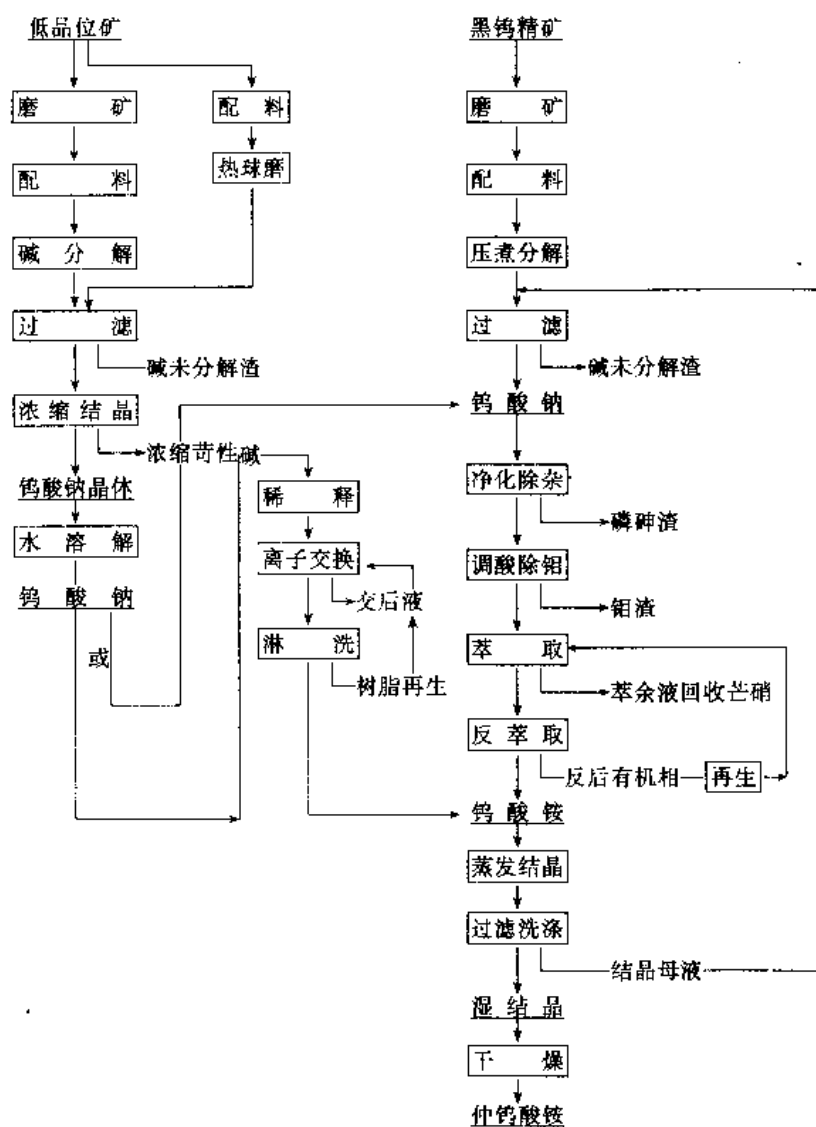 低品位矿
黑钨精矿
磨 矿
配 料
磨 矿
配 料
热球磨
配 料
碱 分 解
压煮分解
过 滤
过 滤
碱未分解渣
碱未分解渣
浓缩结晶
钨 酸 钠
浓缩苛性碱
钨酸钠晶体
稀 释
净化除杂
磷砷渣
水 溶 解
离子交换
调酸除钼
钨 酸 钠
交后液
钼渣
或
淋 洗
萃 取
树脂再生
萃余液回收芒硝
反 萃 取
反后有机相
再生
钨 酸 铵
蒸发结晶
过滤洗涤
结晶母液
湿 结 晶
干 燥
仲钨酸铵